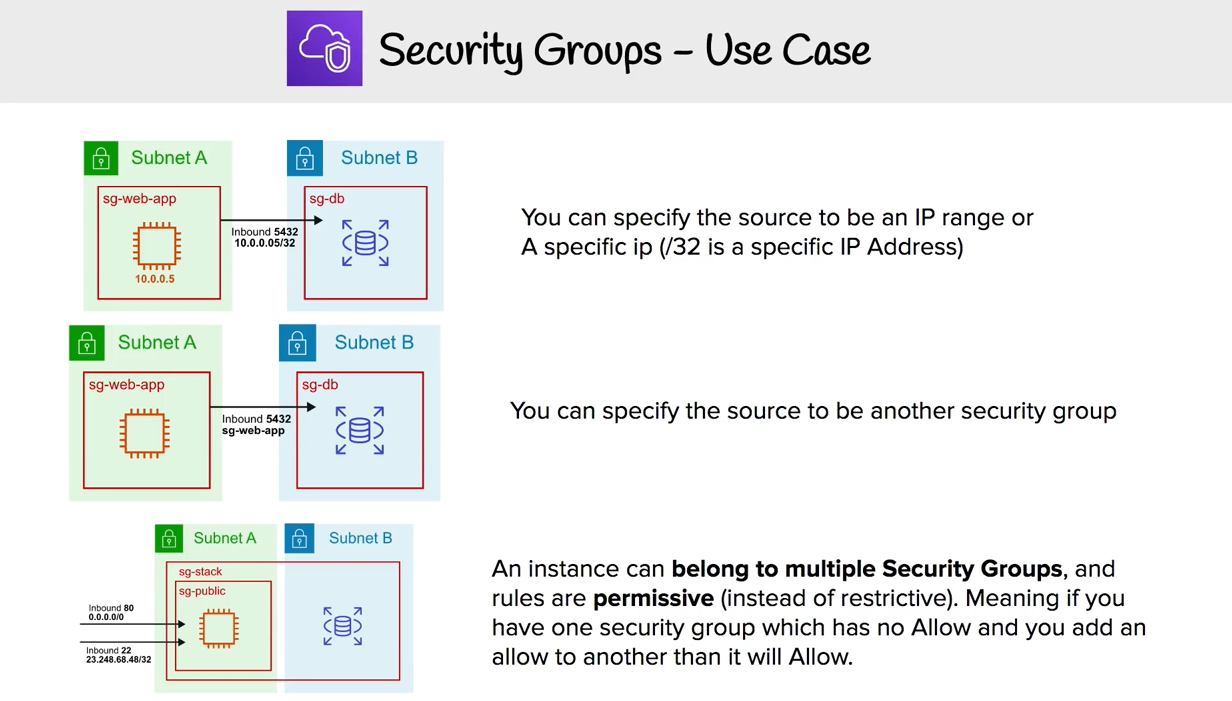 Security Groups – Use Case
Subnet A
Subnet B
sg-web-app
sg-db
Inbound 5432
10.0.0.05/32
10.0.0.5
You can specify the source to be an IP range or
A specific ip (/32 is a specific IP Address)
Subnet A
Subnet B
sg-web-app
sg-db
Inbound 5432
sg-web-app
You can specify the source to be another security group
Subnet A
Subnet B
sg-stack
sg-public
Inbound 80
0.0.0.0/0
Inbound 22
23.248.68.48/32
An instance can belong to multiple Security Groups, and
rules are permissive (instead of restrictive). Meaning if you
have one security group which has no Allow and you add an
allow to another than it will Allow.